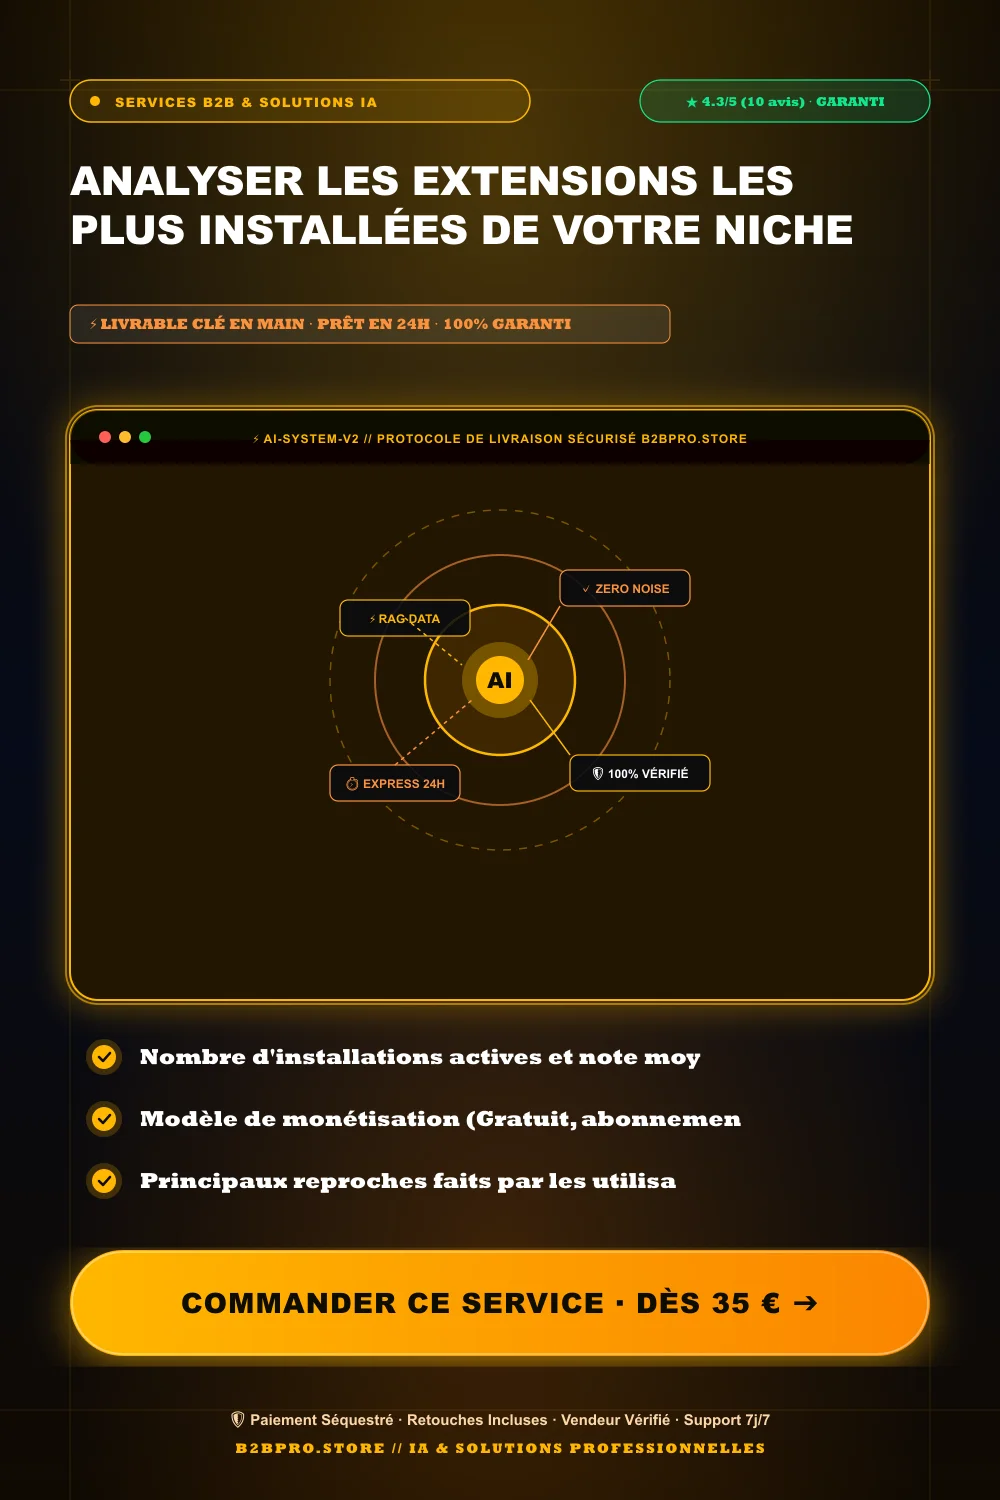 SERVICES B2B & SOLUTIONS IA
★ 4.3/5 (10 avis) · GARANTI
ANALYSER LES EXTENSIONS LES
PLUS INSTALLÉES DE VOTRE NICHE
⚡ LIVRABLE CLÉ EN MAIN · PRÊT EN 24H · 100% GARANTI
⚡ AI-SYSTEM-V2 // PROTOCOLE DE LIVRAISON SÉCURISÉ B2BPRO.STORE
✓ ZERO NOISE
⚡ RAG DATA
AI
🛡 100% VÉRIFIÉ
⏱ EXPRESS 24H
Nombre d'installations actives et note moy
Modèle de monétisation (Gratuit, abonnemen
Principaux reproches faits par les utilisa
COMMANDER CE SERVICE · DÈS 35 € →
🛡 Paiement Séquestré · Retouches Incluses · Vendeur Vérifié · Support 7j/7
B2BPRO.STORE // IA & SOLUTIONS PROFESSIONNELLES